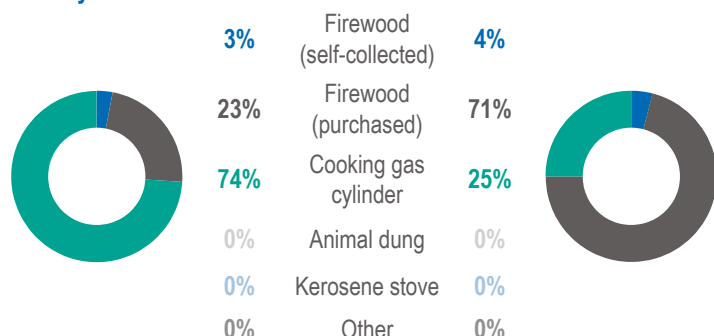 3% Firewood (self-collected) 4%
23% Firewood (purchased) 71%
74% Cooking gas cylinder 25%
0% Animal dung 0%
0% Kerosene stove 0%
0% Other 0%